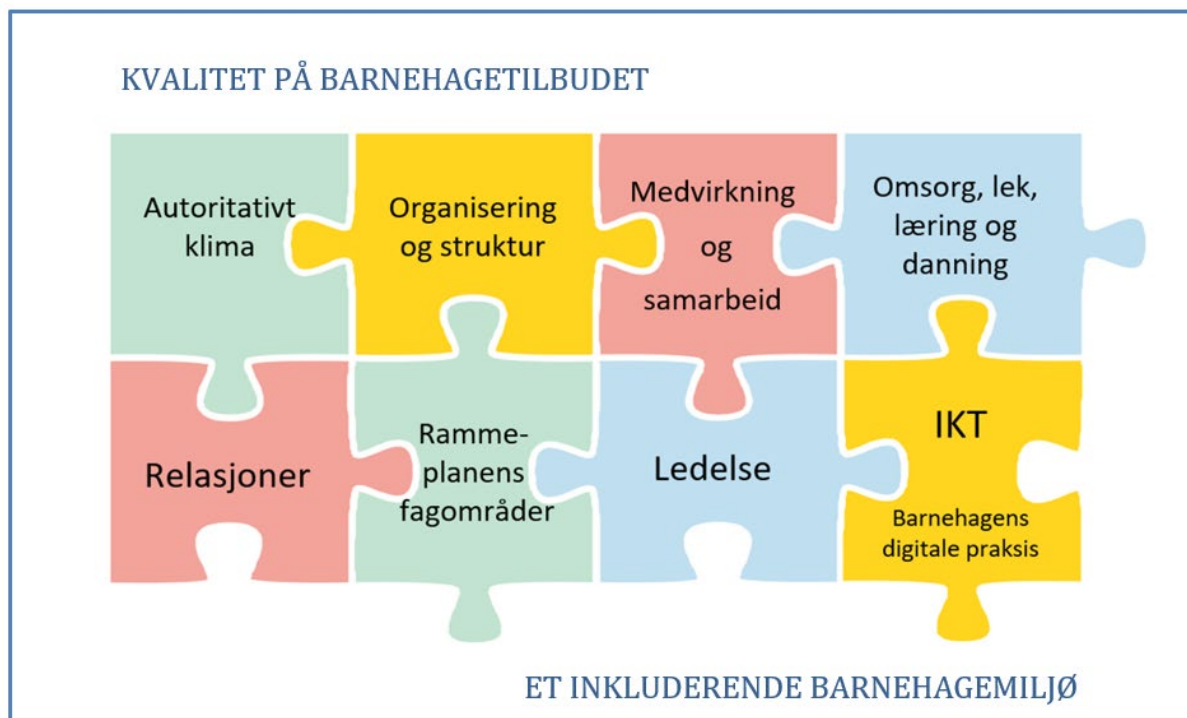 KVALITET PÅ BARNEHAGETILBUDET
Autoritativt
klima
Organisering
og struktur
Medvirkning
og
samarbeid
Omsorg, lek,
læring og
danning
Relasjoner
Ramme-
planens
fagområder
Ledelse
IKT
Barnehagens
digitale praksis
ET INKLUDERENDE BARNEHAGEMILJØ